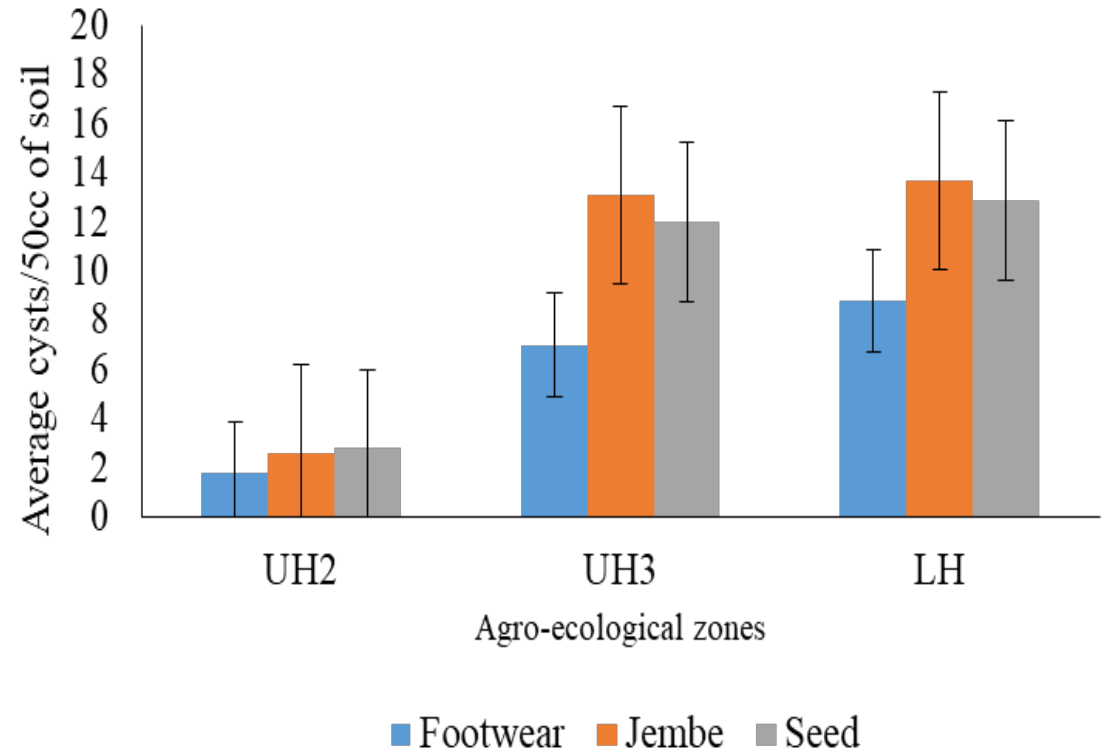 Average cysts/50cc of soil
20
18
16
14
12
10
8
6
4
2
0
UH2 UH3 LH
Agro-ecological zones
Footwear Jembe Seed